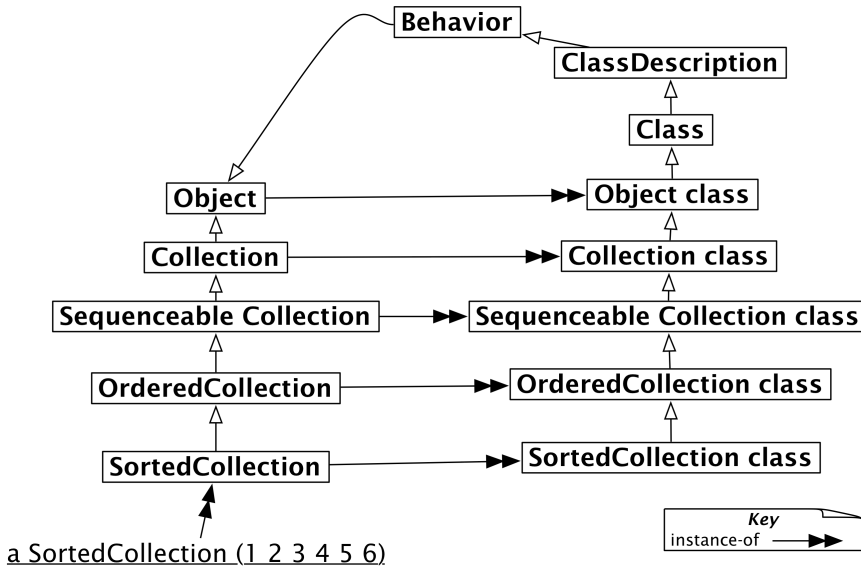 Behavior
ClassDescription
Class
Object
Object class
Collection
Collection class
Sequenceable Collection
Sequenceable Collection class
OrderedCollection
OrderedCollection class
SortedCollection
SortedCollection class
a SortedCollection (1 2 3 4 5 6)
Key
instance-of